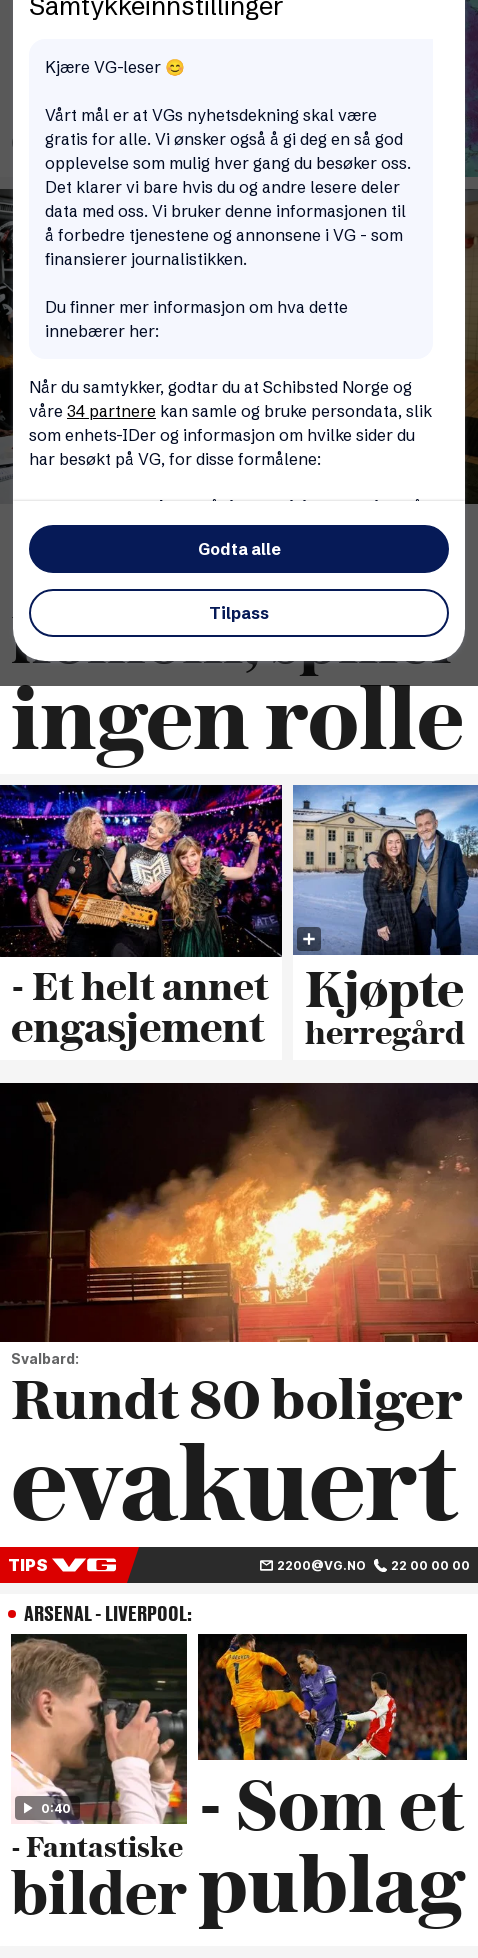 Samtykkeinnstillinger
Kjære VG-leser 😊
Vårt mål er at VGs nyhetsdekning skal være
gratis for alle. Vi ønsker også å gi deg en så god
opplevelse som mulig hver gang du besøker oss.
Det klarer vi bare hvis du og andre lesere deler
data med oss. Vi bruker denne informasjonen til
å forbedre tjenestene og annonsene i VG - som
finansierer journalistikken.
Du finner mer informasjon om hva dette
innebærer her:
Når du samtykker, godtar du at Schibsted Norge og
våre 34 partnere kan samle og bruke persondata, slik
som enhets-IDer og informasjon om hvilke sider du
har besøkt på VG, for disse formålene:
Godta alle
Tilpass
ingen rolle
- Et helt annet
engasjement
Kjøpte
herregård
Svalbard:
Rundt 80 boliger
evakuert
TIPS VG 2200@VG.NO 22 00 00 00
ARSENAL - LIVERPOOL:
0:40
- Fantastiske
bilder
- Som et
publag